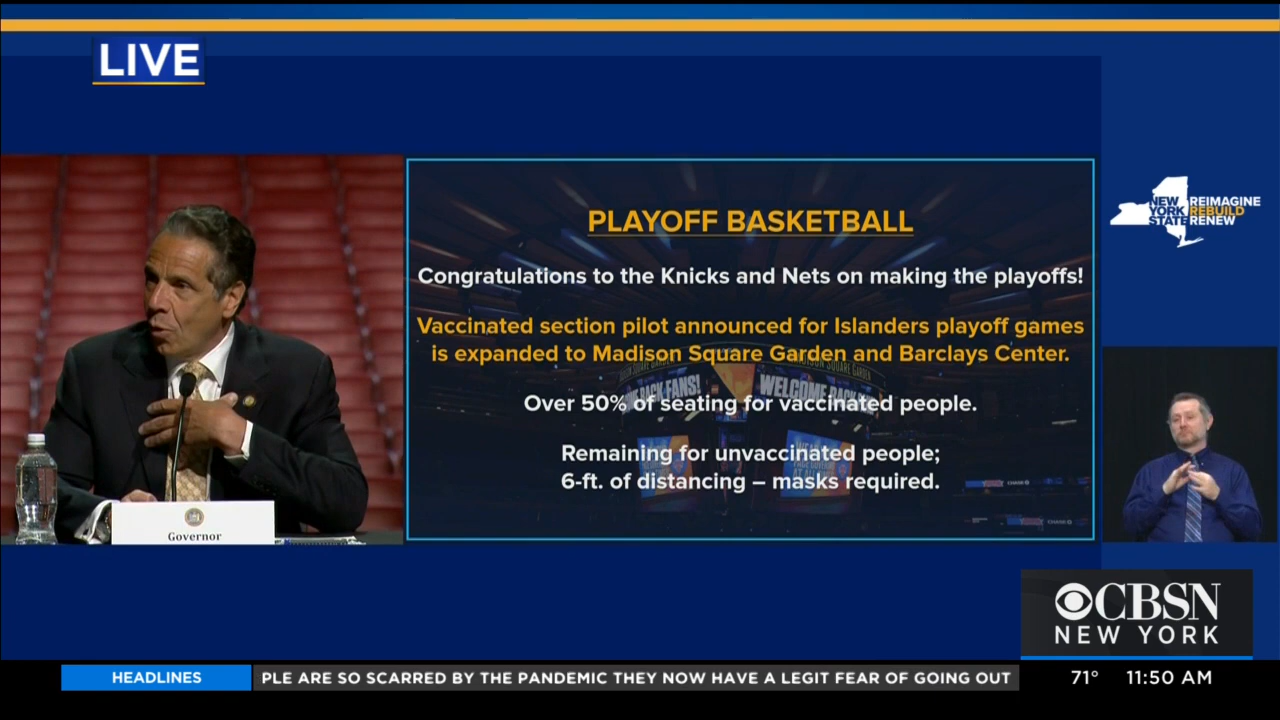 LIVE
PLAYOFF BASKETBALL
Congratulations to the Knicks and Nets on making the playoffs!
Vaccinated section pilot announced for Islanders playoff games
is expanded to Madison Square Garden and Barclays Center.
Over 50% of seating for vaccinated people.
Remaining for unvaccinated people;
6-ft. of distancing – masks required.
WELCOME BACK
Governor
NEW
YORK
STATE
REIMAGINE
REBUILD
RENEW
CBSN
NEW YORK
HEADLINES
PLE ARE SO SCARRED BY THE PANDEMIC THEY NOW HAVE A LEGIT FEAR OF GOING OUT
71° 11:50 AM